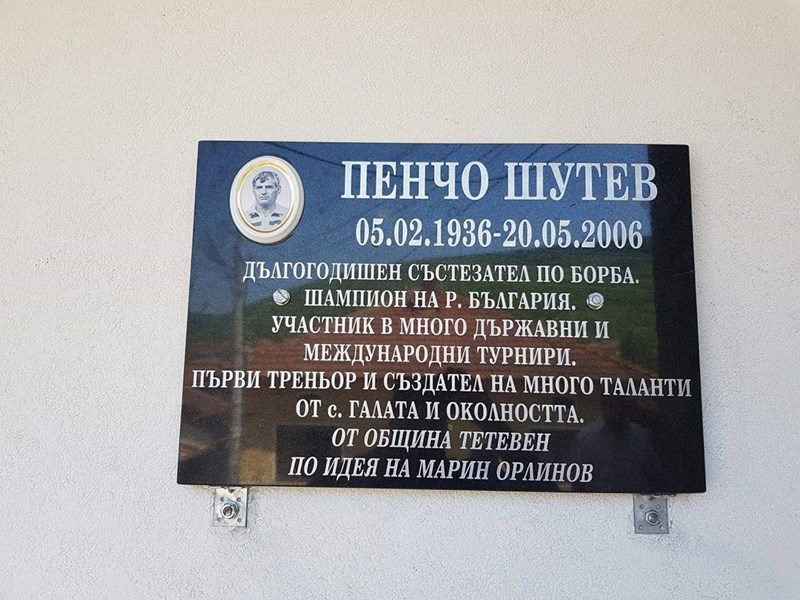 ПЕНЧО ШУТЕВ
05.02.1936-20.05.2006
ДЪЛГОГОДИШЕН СЪСТЕЗАТЕЛ ПО БОРБА.
ШАМПИОН НА Р. БЪЛГАРИЯ.
УЧАСТНИК В МНОГО ДЪРЖАВНИ И
МЕЖДУНАРОДНИ ТУРНИРИ.
ПЪРВИ ТРЕНЬОР И СЪЗДАТЕЛ НА МНОГО ТАЛАНТИ
ОТ с. ГАЛАТА И ОКОЛНОСТТА.
ОТ ОБЩИНА ТЕТЕВЕН
ПО ИДЕЯ НА МАРИН ОРЛИНОВ